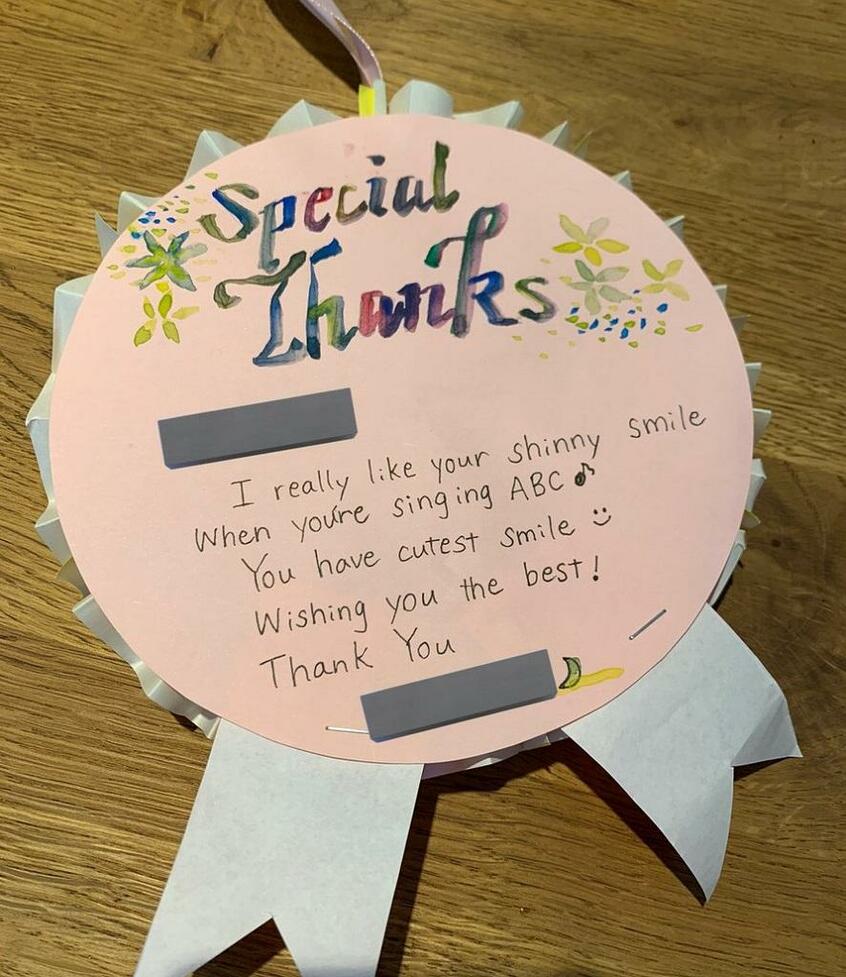 Special
Thanks
I really like your shinny smile
When you're singing ABC♪
You have cutest smile
Wishing you the best!
Thank You